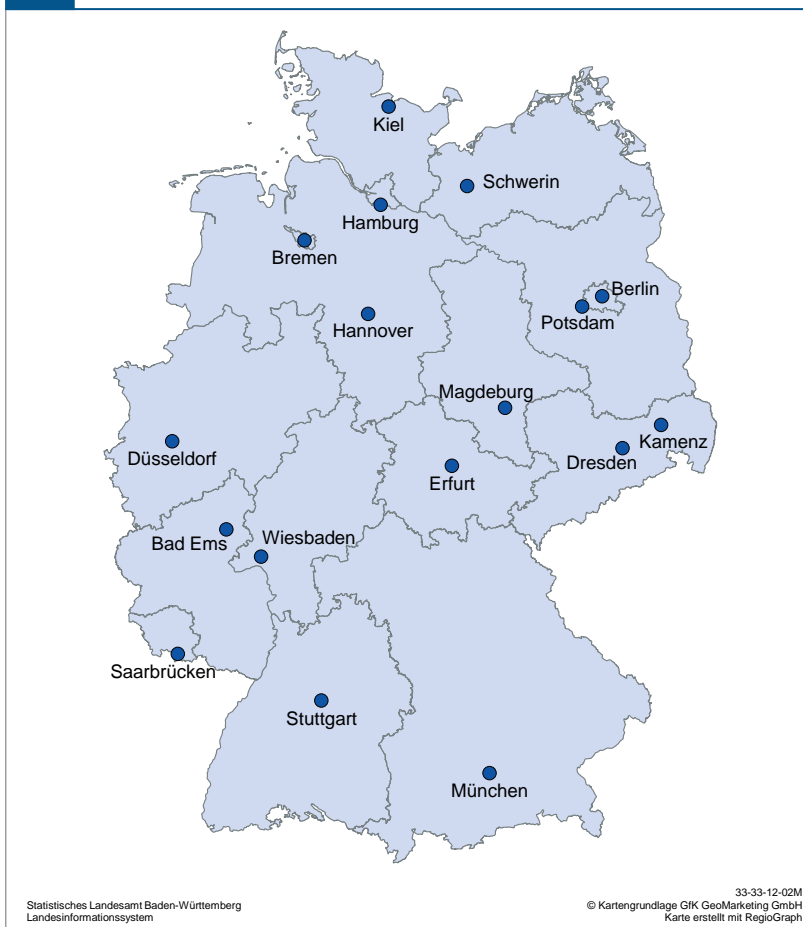 Kiel
Schwerin
Hamburg
Bremen
Berlin
Potsdam
Hannover
Magdeburg
Kamenz
Düsseldorf
Dresden
Erfurt
Wiesbaden
Bad Ems
Saarbrücken
Stuttgart
München
33-33-12-02M
Statistisches Landesamt Baden-Württemberg
Landesinformationssystem
© Kartengrundlage GfK GeoMarketing GmbH
Karte erstellt mit RegioGraph